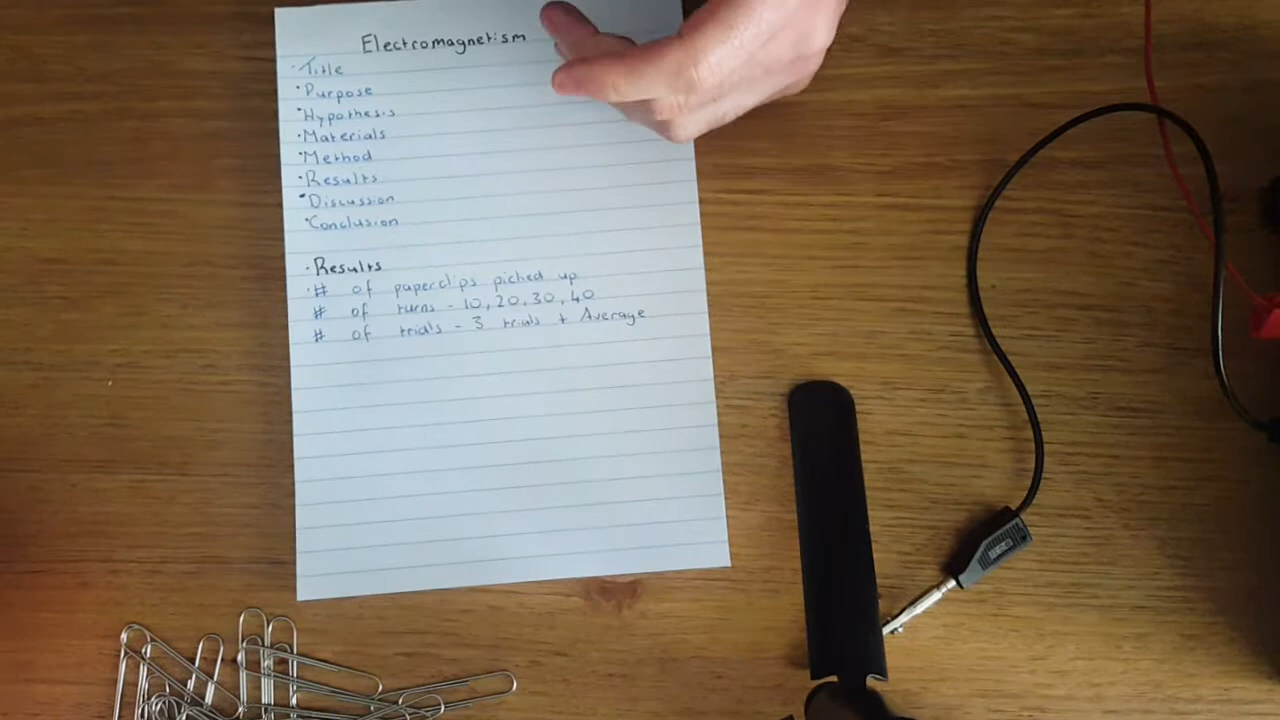 Electromagnetism
· Title
· Purpose
· Hypothesis
· Materials
· Method
· Results
· Discussion
· Conclusion
· Results
· # of paperclips picked up
# of turns - 10, 20, 30, 40
# of trials - 3 trials + Average